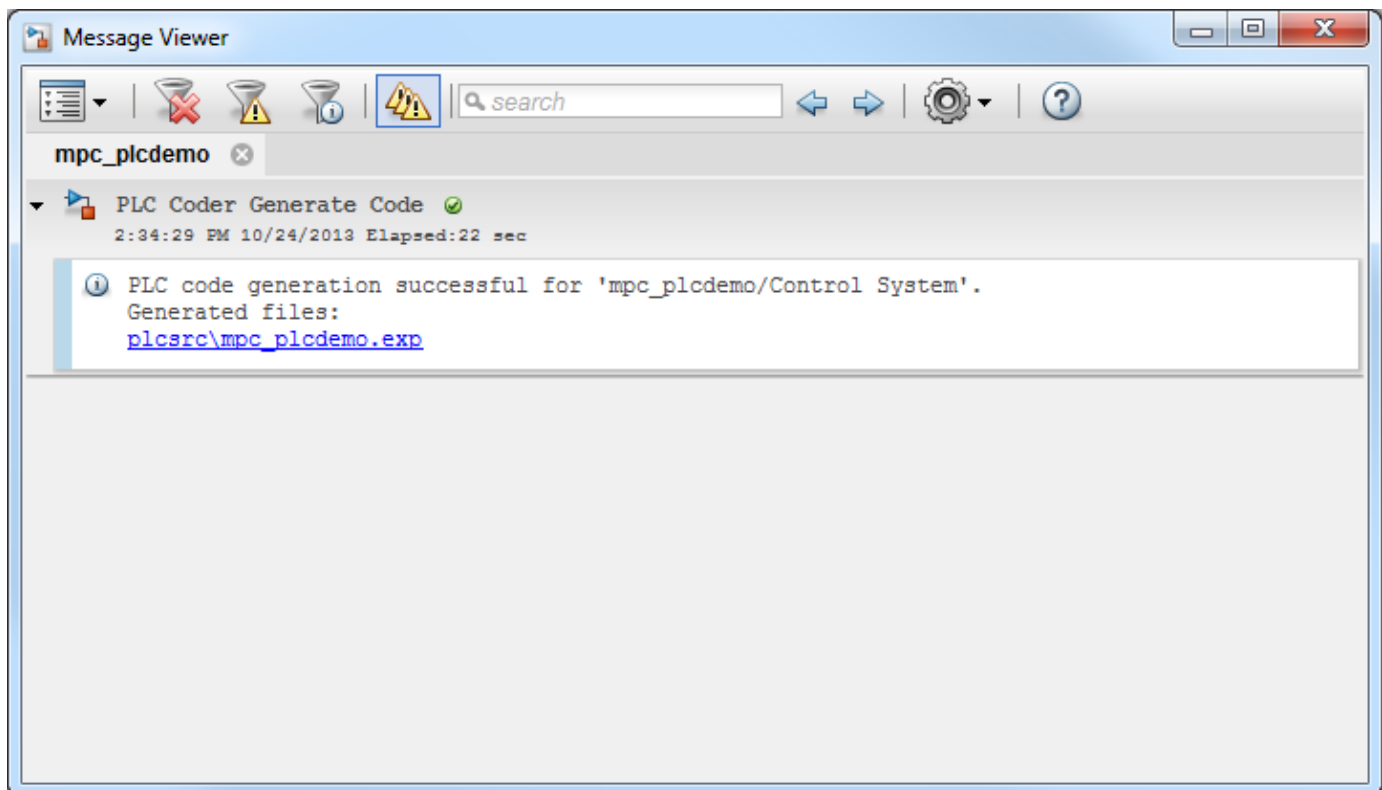 Message Viewer
search
mpc_plcdemo
PLC Coder Generate Code
2:34:29 PM 10/24/2013 Elapsed:22 sec
PLC code generation successful for 'mpc_plcdemo/Control System'.
Generated files:
plcsrc\mpc_plcdemo.exp